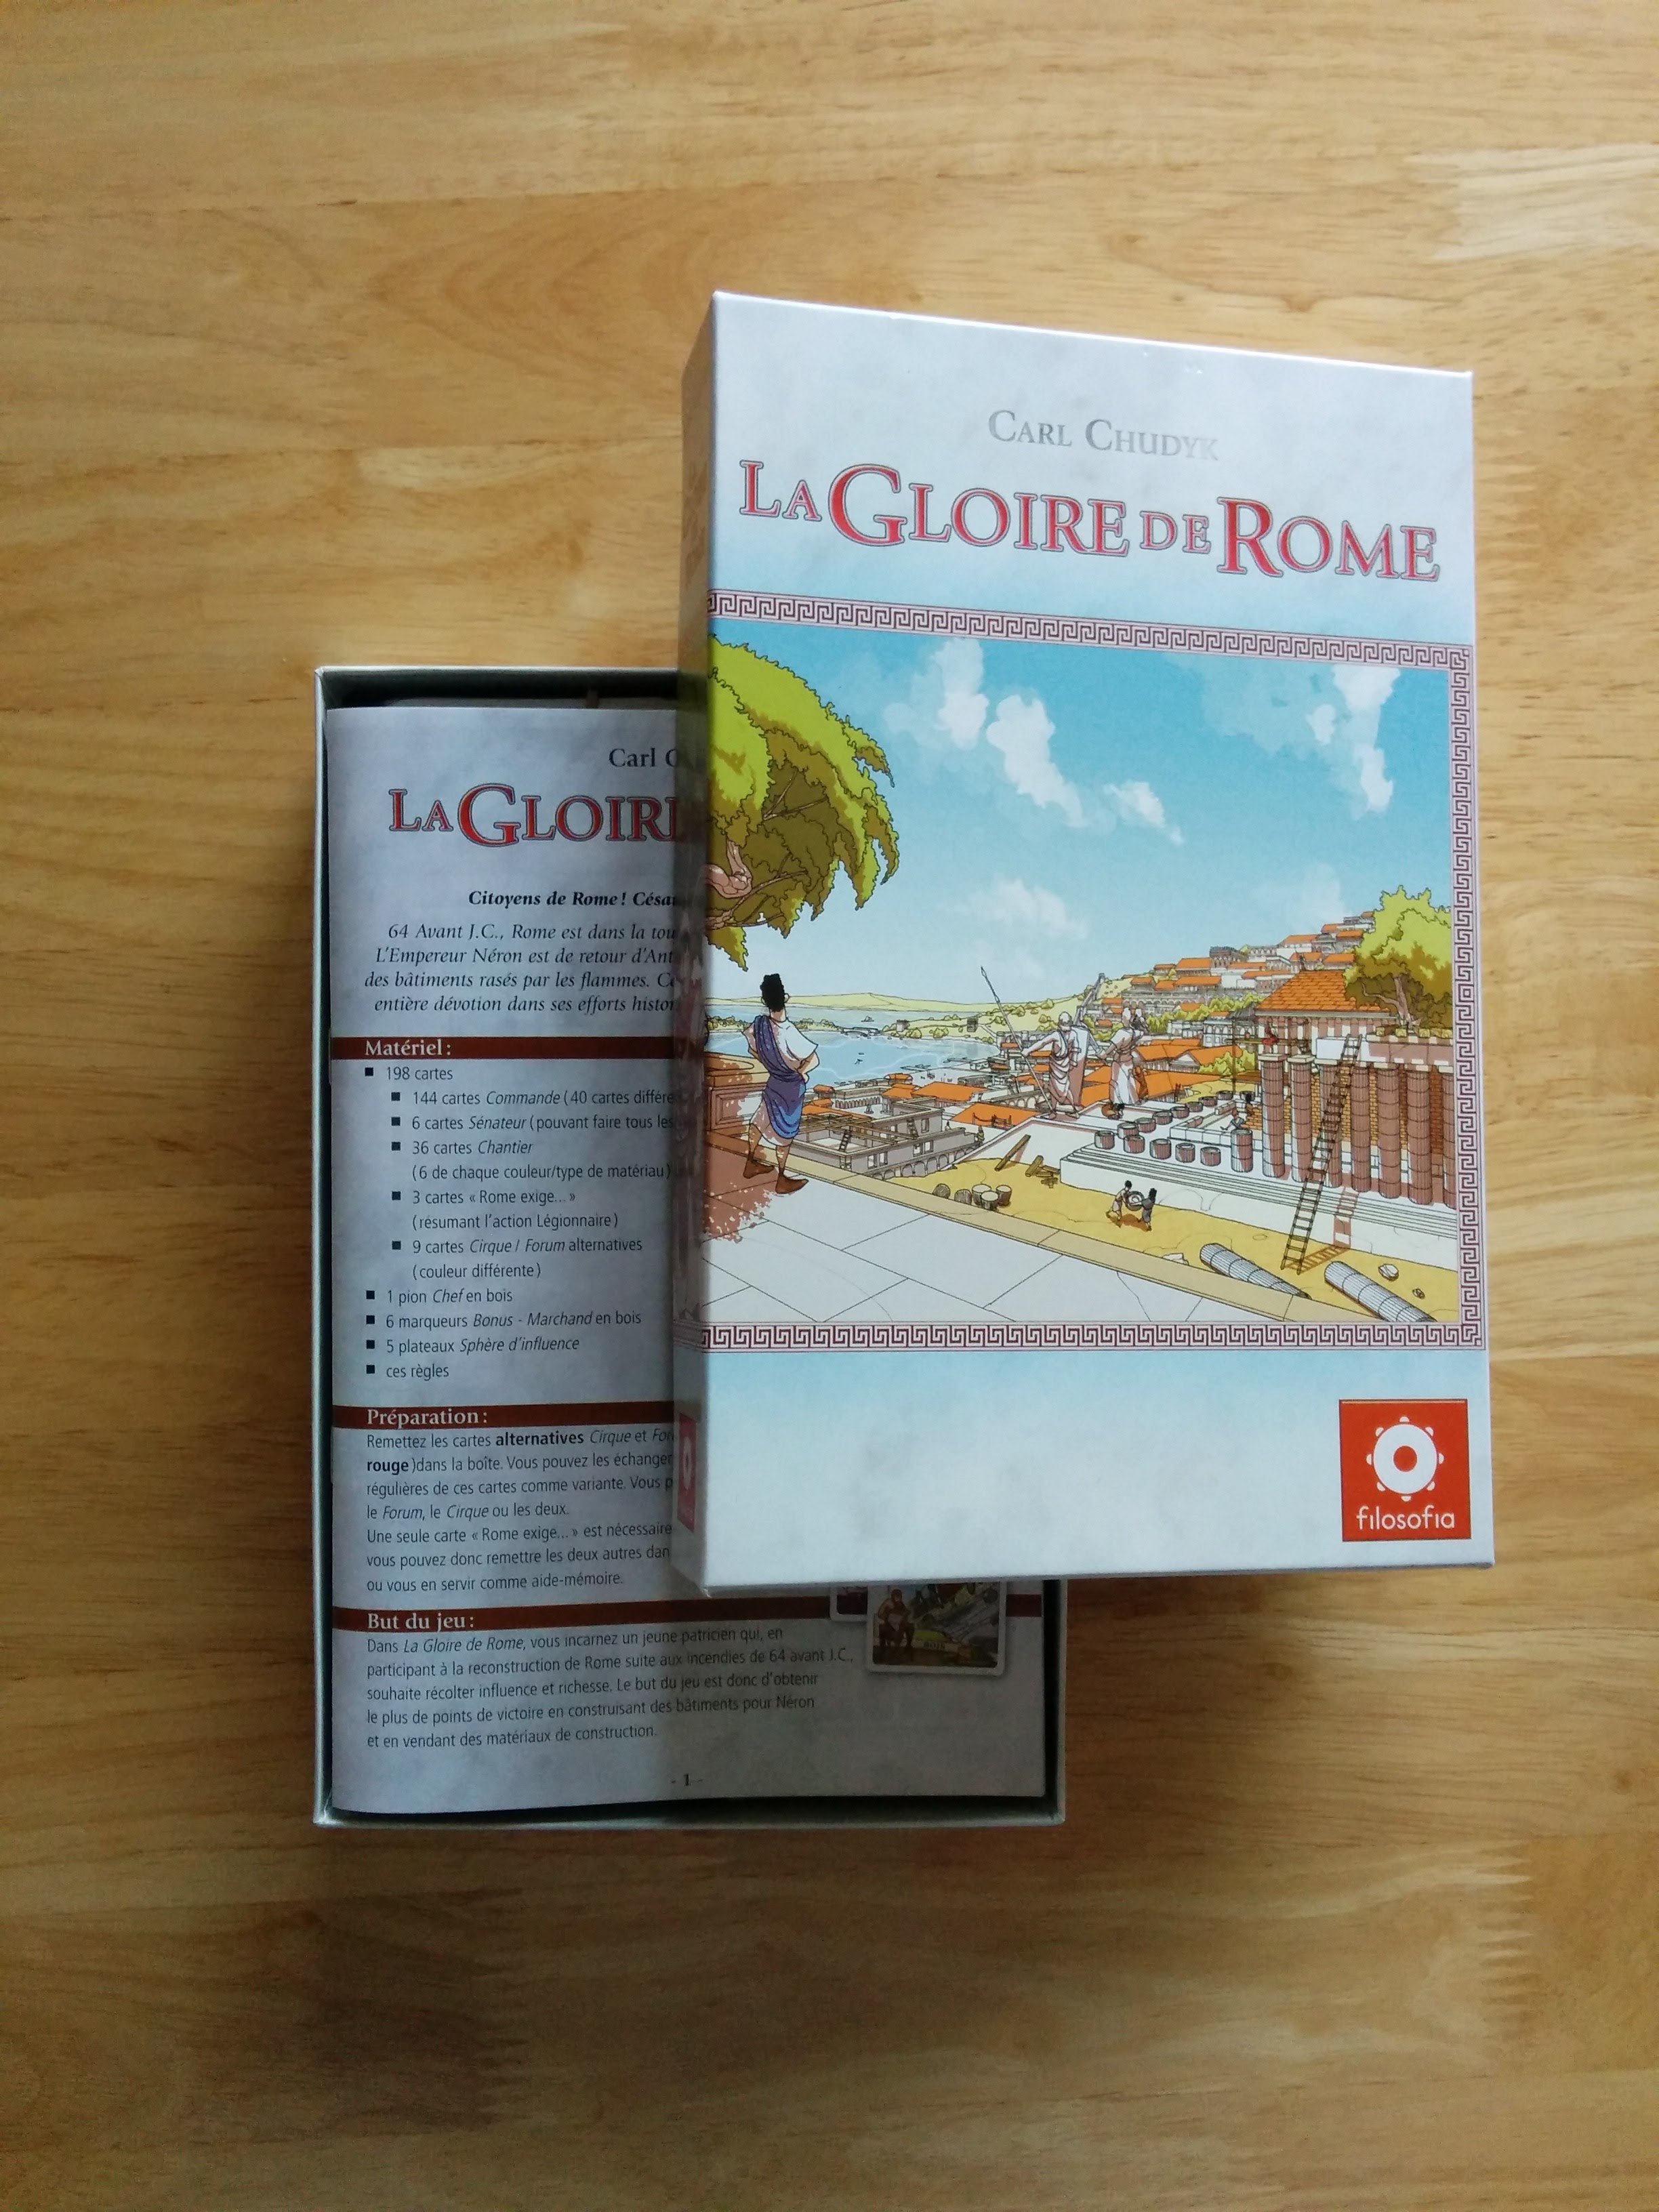 CARL CHUDYK
LA GLOIRE DE ROME
filosofia
Carl
LA GLOIRE
Citoyens de Rome ! César
64 Avant J.C., Rome est dans la
L'Empereur Néron est de retour
des bâtiments rasés par les flammes.
entière dévotion dans ses efforts
Matériel :
198 cartes
144 cartes Commande (40 cartes
6 cartes Sénateur (pouvant faire tous les
36 cartes Chantier
(6 de chaque couleur/type de matériau)
3 cartes « Rome exige... »
(résumant l'action Légionnaire)
9 cartes Cirque / Forum alternatives
(couleur différente)
1 pion Chef en bois
6 marqueurs Bonus - Marchand en bois
5 plateaux Sphère d'influence
ces règles
Préparation :
Remettez les cartes alternatives Cirque et
rouge )dans la boîte. Vous pouvez les échanger
régulières de ces cartes comme variante. Vous
le Forum, le Cirque ou les deux.
Une seule carte « Rome exige... » est nécessaire
vous pouvez donc remettre les deux autres
ou vous en servir comme aide-mémoire.
But du jeu :
Dans La Gloire de Rome, vous incarnez un jeune patricien qui, en
participant à la reconstruction de Rome suite aux incendies de 64 avant J.C.,
souhaite récolter influence et richesse. Le but du jeu est donc d'obtenir
le plus de points de victoire en construisant des bâtiments pour Néron
et en vendant des matériaux de construction.
- 1 -